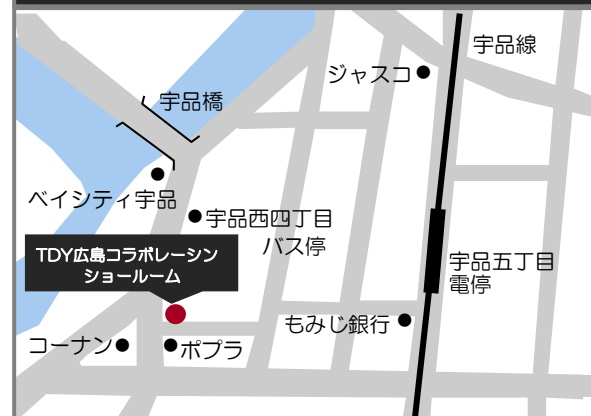 宇品線
ジャスコ
宇品橋
ベイシティ宇品
宇品西四丁目
バス停
TDY広島コラボレーシン
ショールーム
宇品五丁目
電停
もみじ銀行
コーナン
ポプラ